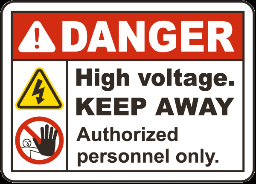 DANGER
High voltage.
KEEP AWAY
Authorized
personnel only.